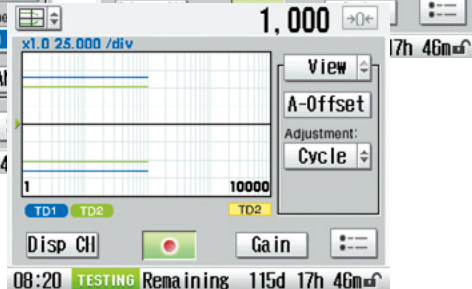 1,000 →0←
x1.0 25.000 /div
17h 46m
View
A-Offset
Adjustment:
Cycle
1 10000
TD1 TD2 TD2
Disp CH Gain
08:20 TESTING Remaining 115d 17h 46m